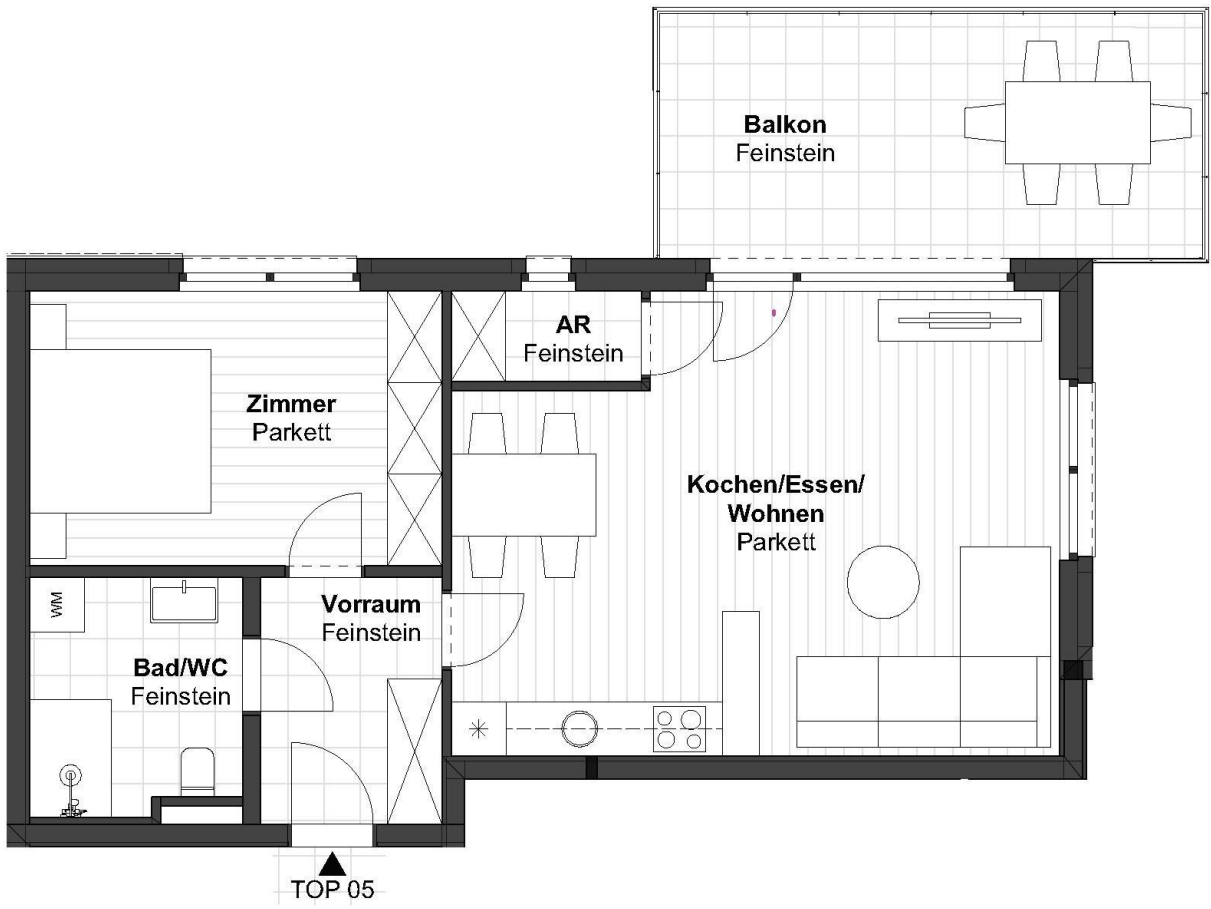 Balkon
Feinstein
AR
Feinstein
Zimmer
Parkett
Kochen/Essen/
Wohnen
Parkett
Vorraum
Feinstein
WM
Bad/WC
Feinstein
TOP 05